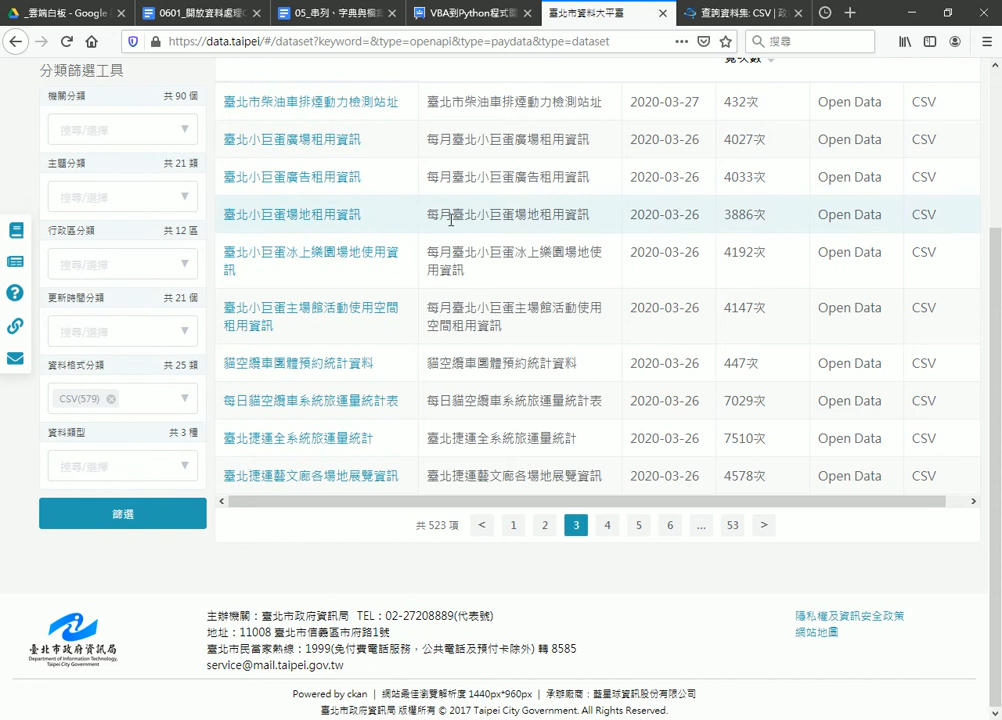 _雲端白板 - Google
0601_開放資料處理(
05_串列、字典與檔
VBA到Python程式
臺北市資料大平臺
查詢資料集: CSV | 政
https://data.taipei/#/dataset?keyword=&type=openapi&type=paydata&type=dataset
搜尋
分類篩選工具
覽次數
機關分類 共 90 個
搜尋/選擇
主題分類 共 21 類
搜尋/選擇
行政區分類 共 12 區
搜尋/選擇
更新時間分類 共 21 個
搜尋/選擇
資料格式分類 共 25 類
CSV(579)
資料類型 共 3 種
搜尋/選擇
篩選
臺北市柴油車排煙動力檢測站址 臺北市柴油車排煙動力檢測站址 2020-03-27 432次 Open Data CSV
臺北小巨蛋廣場租用資訊 每月臺北小巨蛋廣場租用資訊 2020-03-26 4027次 Open Data CSV
臺北小巨蛋廣告租用資訊 每月臺北小巨蛋廣告租用資訊 2020-03-26 4033次 Open Data CSV
臺北小巨蛋場地租用資訊 每月臺北小巨蛋場地租用資訊 2020-03-26 3886次 Open Data CSV
臺北小巨蛋冰上樂園場地使用資 每月臺北小巨蛋冰上樂園場地使 2020-03-26 4192次 Open Data CSV
訊 用資訊
臺北小巨蛋主場館活動使用空間 每月臺北小巨蛋主場館活動使用 2020-03-26 4147次 Open Data CSV
租用資訊 空間租用資訊
貓空纜車團體預約統計資料 貓空纜車團體預約統計資料 2020-03-26 447次 Open Data CSV
每日貓空纜車系統旅運量統計表 每日貓空纜車系統旅運量統計表 2020-03-26 7029次 Open Data CSV
臺北捷運全系統旅運量統計 臺北捷運全系統旅運量統計 2020-03-26 7510次 Open Data CSV
臺北捷運藝文廊各場地展覽資訊 臺北捷運藝文廊各場地展覽資訊 2020-03-26 4578次 Open Data CSV
共 523 項 < 1 2 3 4 5 6 ... 53 >
臺北市政府資訊局
Department of Information Technology,
Taipei City Government
主辦機關：臺北市政府資訊局 TEL：02-27208889(代表號)
地址：11008 臺北市信義區市府路1號
臺北市民當家熱線：1999(免付費電話服務，公共電話及預付卡除外) 轉 8585
service@mail.taipei.gov.tw
隱私權及資訊安全政策
網站地圖
Powered by ckan | 網站最佳瀏覽解析度 1440px*960px | 承辦廠商：藍星球資訊股份有限公司
臺北市政府資訊局 版權所有 © 2017 Taipei City Government. All Rights Reserved.